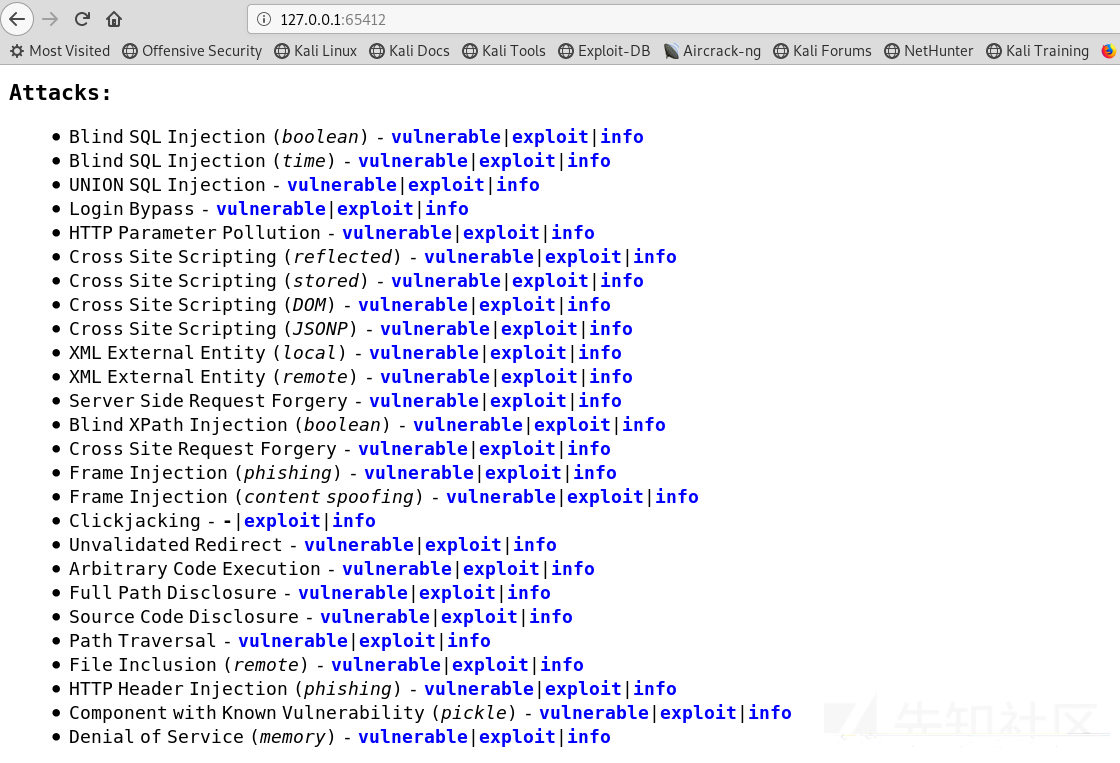 127.0.0.1:65412
Most Visited Offensive Security Kali Linux Kali Docs Kali Tools Exploit-DB Aircrack-ng Kali Forums NetHunter Kali Training
Attacks:
• Blind SQL Injection (boolean) - vulnerable|exploit|info
• Blind SQL Injection (time) - vulnerable|exploit|info
• UNION SQL Injection - vulnerable|exploit|info
• Login Bypass - vulnerable|exploit|info
• HTTP Parameter Pollution - vulnerable|exploit|info
• Cross Site Scripting (reflected) - vulnerable|exploit|info
• Cross Site Scripting (stored) - vulnerable|exploit|info
• Cross Site Scripting (DOM) - vulnerable|exploit|info
• Cross Site Scripting (JSONP) - vulnerable|exploit|info
• XML External Entity (local) - vulnerable|exploit|info
• XML External Entity (remote) - vulnerable|exploit|info
• Server Side Request Forgery - vulnerable|exploit|info
• Blind XPath Injection (boolean) - vulnerable|exploit|info
• Cross Site Request Forgery - vulnerable|exploit|info
• Frame Injection (phishing) - vulnerable|exploit|info
• Frame Injection (content spoofing) - vulnerable|exploit|info
• Clickjacking - -|exploit|info
• Unvalidated Redirect - vulnerable|exploit|info
• Arbitrary Code Execution - vulnerable|exploit|info
• Full Path Disclosure - vulnerable|exploit|info
• Source Code Disclosure - vulnerable|exploit|info
• Path Traversal - vulnerable|exploit|info
• File Inclusion (remote) - vulnerable|exploit|info
• HTTP Header Injection (phishing) - vulnerable|exploit|info
• Component with Known Vulnerability (pickle) - vulnerable|exploit|info
• Denial of Service (memory) - vulnerable|exploit|info
先知社区